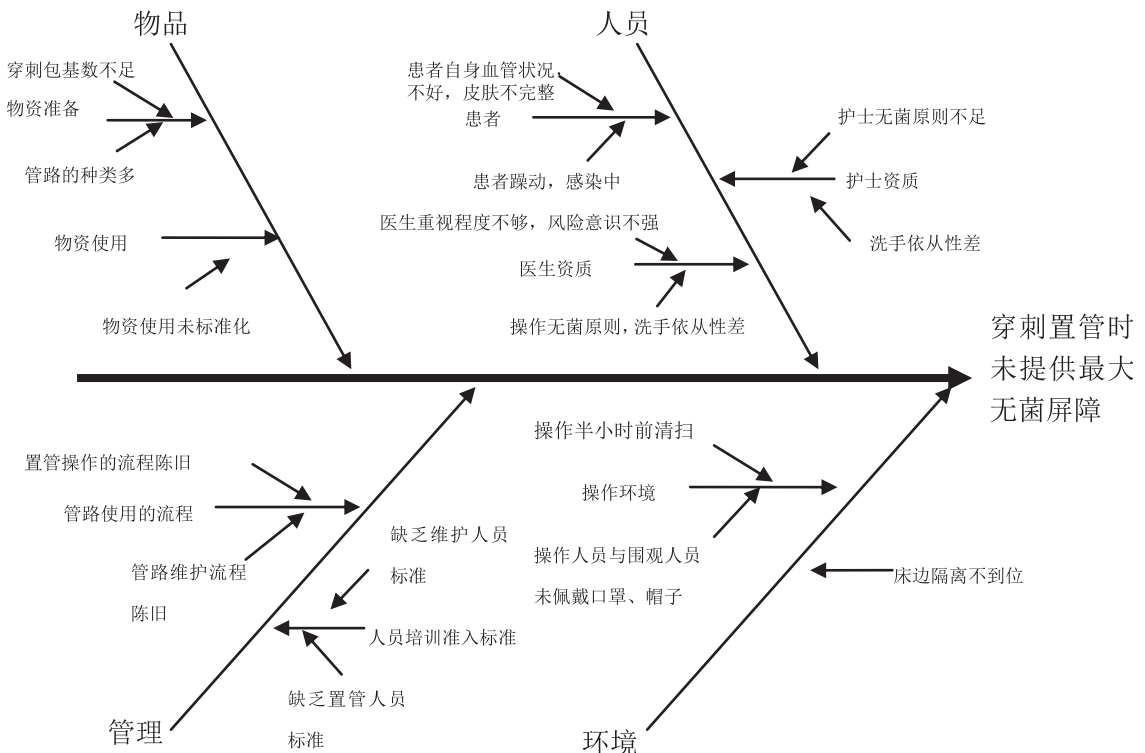 物品
穿刺包基数不足
物资准备
管路的种类多
物资使用
物资使用未标准化
人员
患者自身血管状况,
不好，皮肤不完整
患者
患者躁动，感染中
护士无菌原则不足
护士资质
洗手依从性差
医生重视程度不够，风险意识不强
医生资质
操作无菌原则，洗手依从性差
穿刺置管时
未提供最大
无菌屏障
置管操作的流程陈旧
管路使用的流程
管路维护流程
陈旧
缺乏维护人员
标准
人员培训准入标准
缺乏置管人员
标准
管理
操作半小时前清扫
操作环境
操作人员与围观人员
未佩戴口罩、帽子
床边隔离不到位
环境